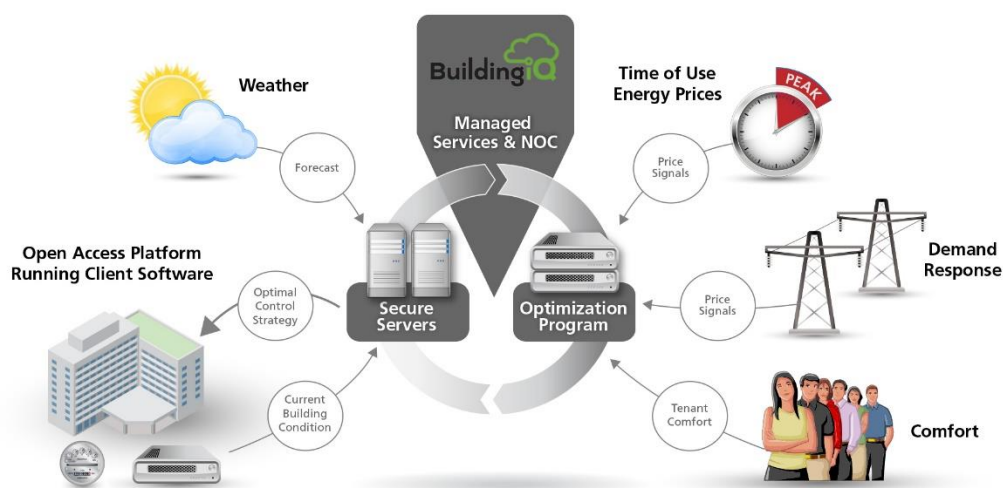 BuildingiQ
Managed
Services & NOC
Weather
Forecast
Time of Use
Energy Prices
PEAK
Price
Signals
Open Access Platform
Running Client Software
Optimal
Control
Strategy
Secure
Servers
Optimization
Program
Price
Signals
Demand
Response
Current
Building
Condition
Tenant
Comfort
Comfort